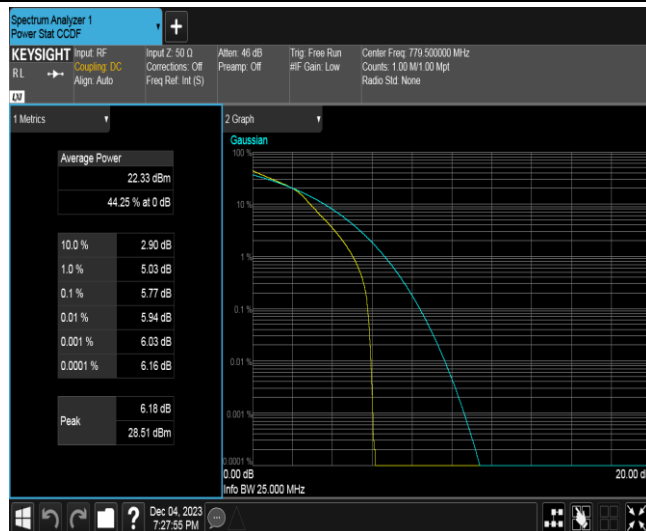 Spectrum Analyzer 1
Power Stat CCDF
+
KEYSIGHT
RL
LXI
Input: RF
Coupling: DC
Align: Auto
Input Z: 50 Ω
Corrections: Off
Freq Ref: Int (S)
Atten: 46 dB
Preamp: Off
Trig: Free Run
#IF Gain: Low
Center Freq: 779.500000 MHz
Counts: 1.00 M/1.00 Mpt
Radio Std: None
1 Metrics
Average Power
22.33 dBm
44.25 % at 0 dB
10.0 % 2.90 dB
1.0 % 5.03 dB
0.1 % 5.77 dB
0.01 % 5.94 dB
0.001 % 6.03 dB
0.0001 % 6.16 dB
Peak
6.18 dB
28.51 dBm
2 Graph
Gaussian
100 %
10 %
1 %
0.1 %
0.01 %
0.001 %
0.0001 %
0.00 dB
20.00 d
Info BW 25.000 MHz
?
Dec 04, 2023
7:27:55 PM